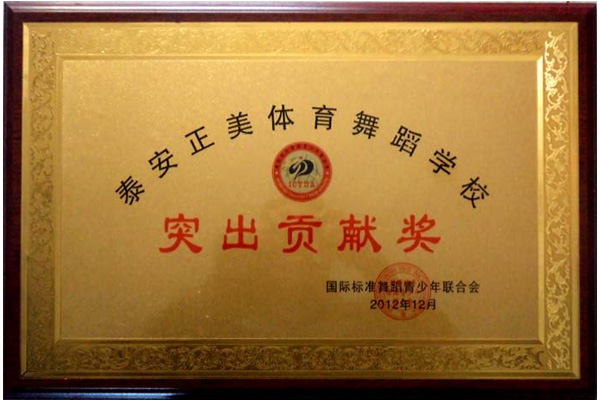 泰安正美体育舞蹈学校
ICYDA
突出贡献奖
国际标准舞蹈青少年联合会
2012年12月